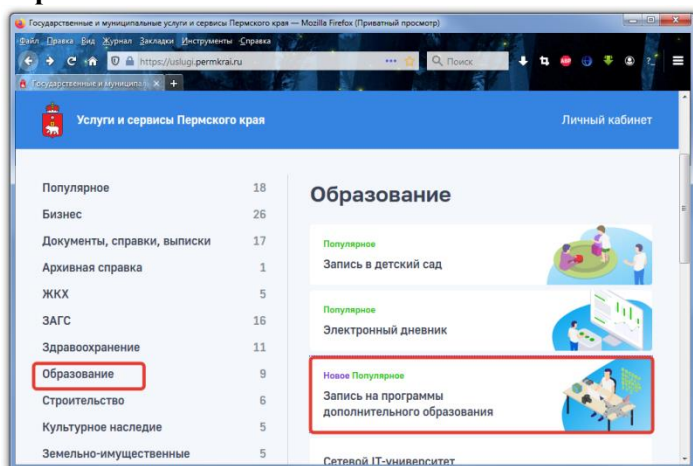 Государственные и муниципальные услуги и сервисы Пермского края — Mozilla Firefox (Приватный просмотр)
Файл Правка Вид Журнал Закладки Инструменты Справка
https://uslugi.permkrai.ru
Поиск
Государственные и муниципаль
Услуги и сервисы Пермского края
Личный кабинет
Популярное 18
Бизнес 26
Документы, справки, выписки 17
Архивная справка 1
ЖКХ 5
ЗАГС 16
Здравоохранение 11
Образование 9
Строительство 6
Культурное наследие 5
Земельно-имущественные 5
Образование
Популярное
Запись в детский сад
Популярное
Электронный дневник
Новое Популярное
Запись на программы
дополнительного образования
Сетевой IT-университет